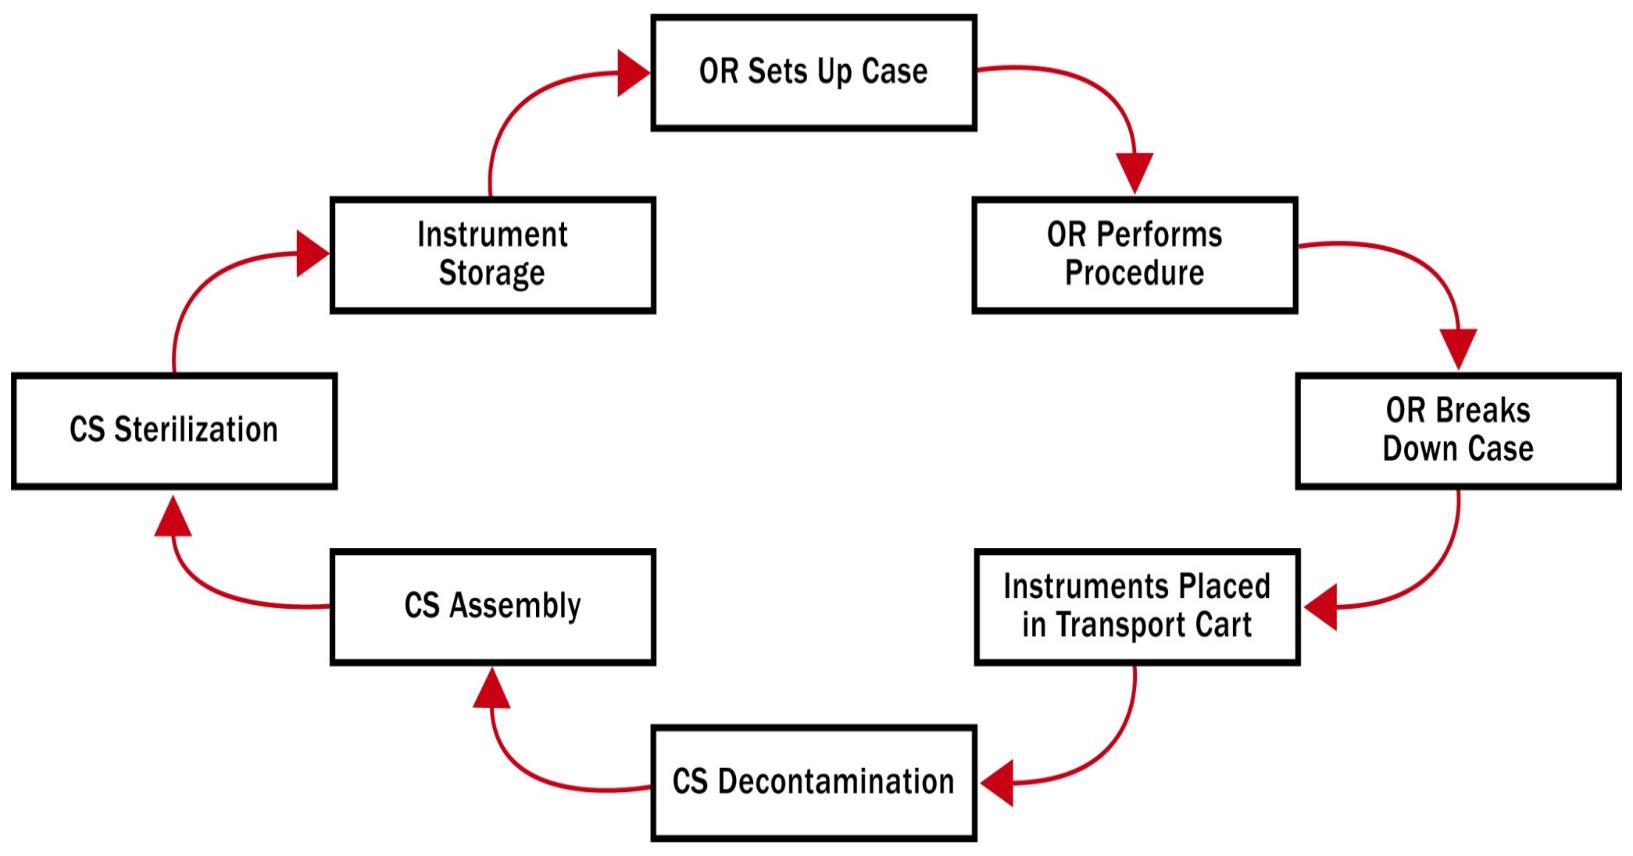 OR Sets Up Case
OR Performs
Procedure
OR Breaks
Down Case
Instruments Placed
in Transport Cart
CS Decontamination
CS Assembly
CS Sterilization
Instrument
Storage